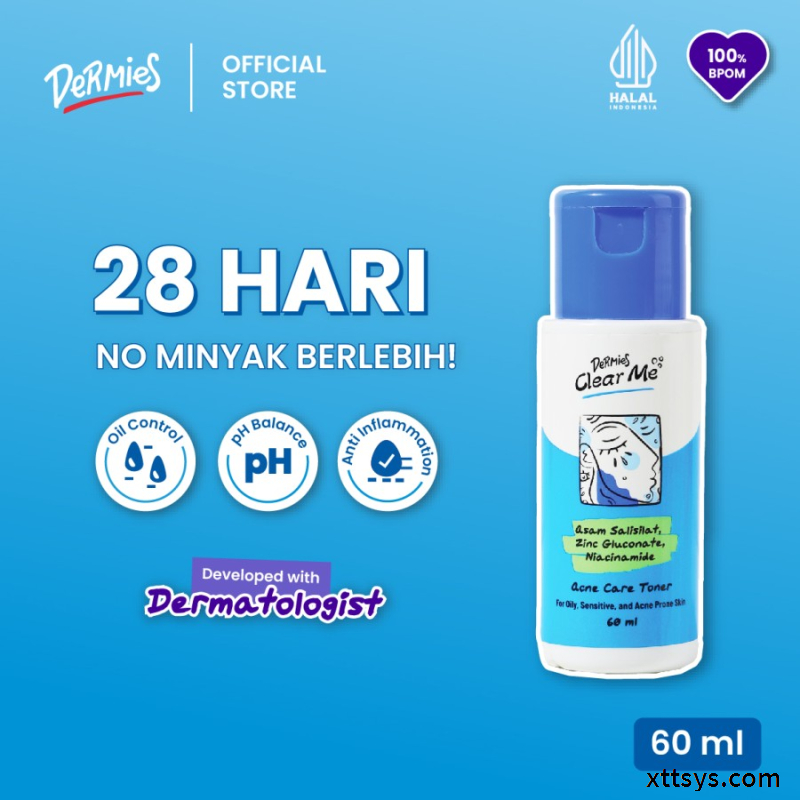 DeRMieS
OFFICIAL
STORE
HALAL
INDONESIA
100%
BPOM
28 HARI
NO MINYAK BERLEBIH!
Oil Control
pH Balance
pH
Anti Inflammation
Developed with
Dermatologist
DeRMieS
Clear Me
Asam Salisilat,
Zinc Gluconate,
Niacinamide
Acne Care Toner
For Oily, Sensitive, and Acne Prone Skin
60 ml
60 ml
xttsys.com